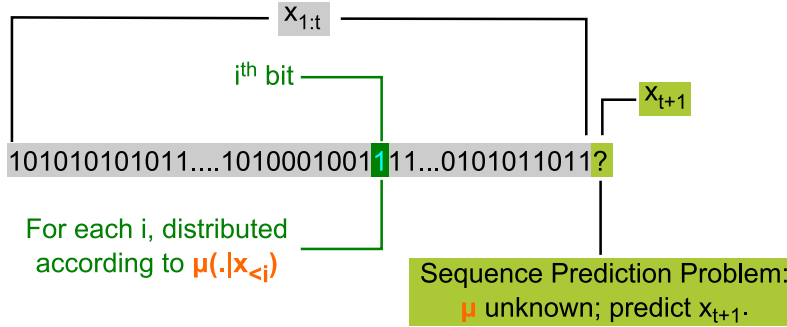 x1:t
ith bit
xt+1
101010101011....1010001001111...0101011011?
For each i, distributed
according to μ(.|x<i)
Sequence Prediction Problem:
μ unknown; predict xt+1.